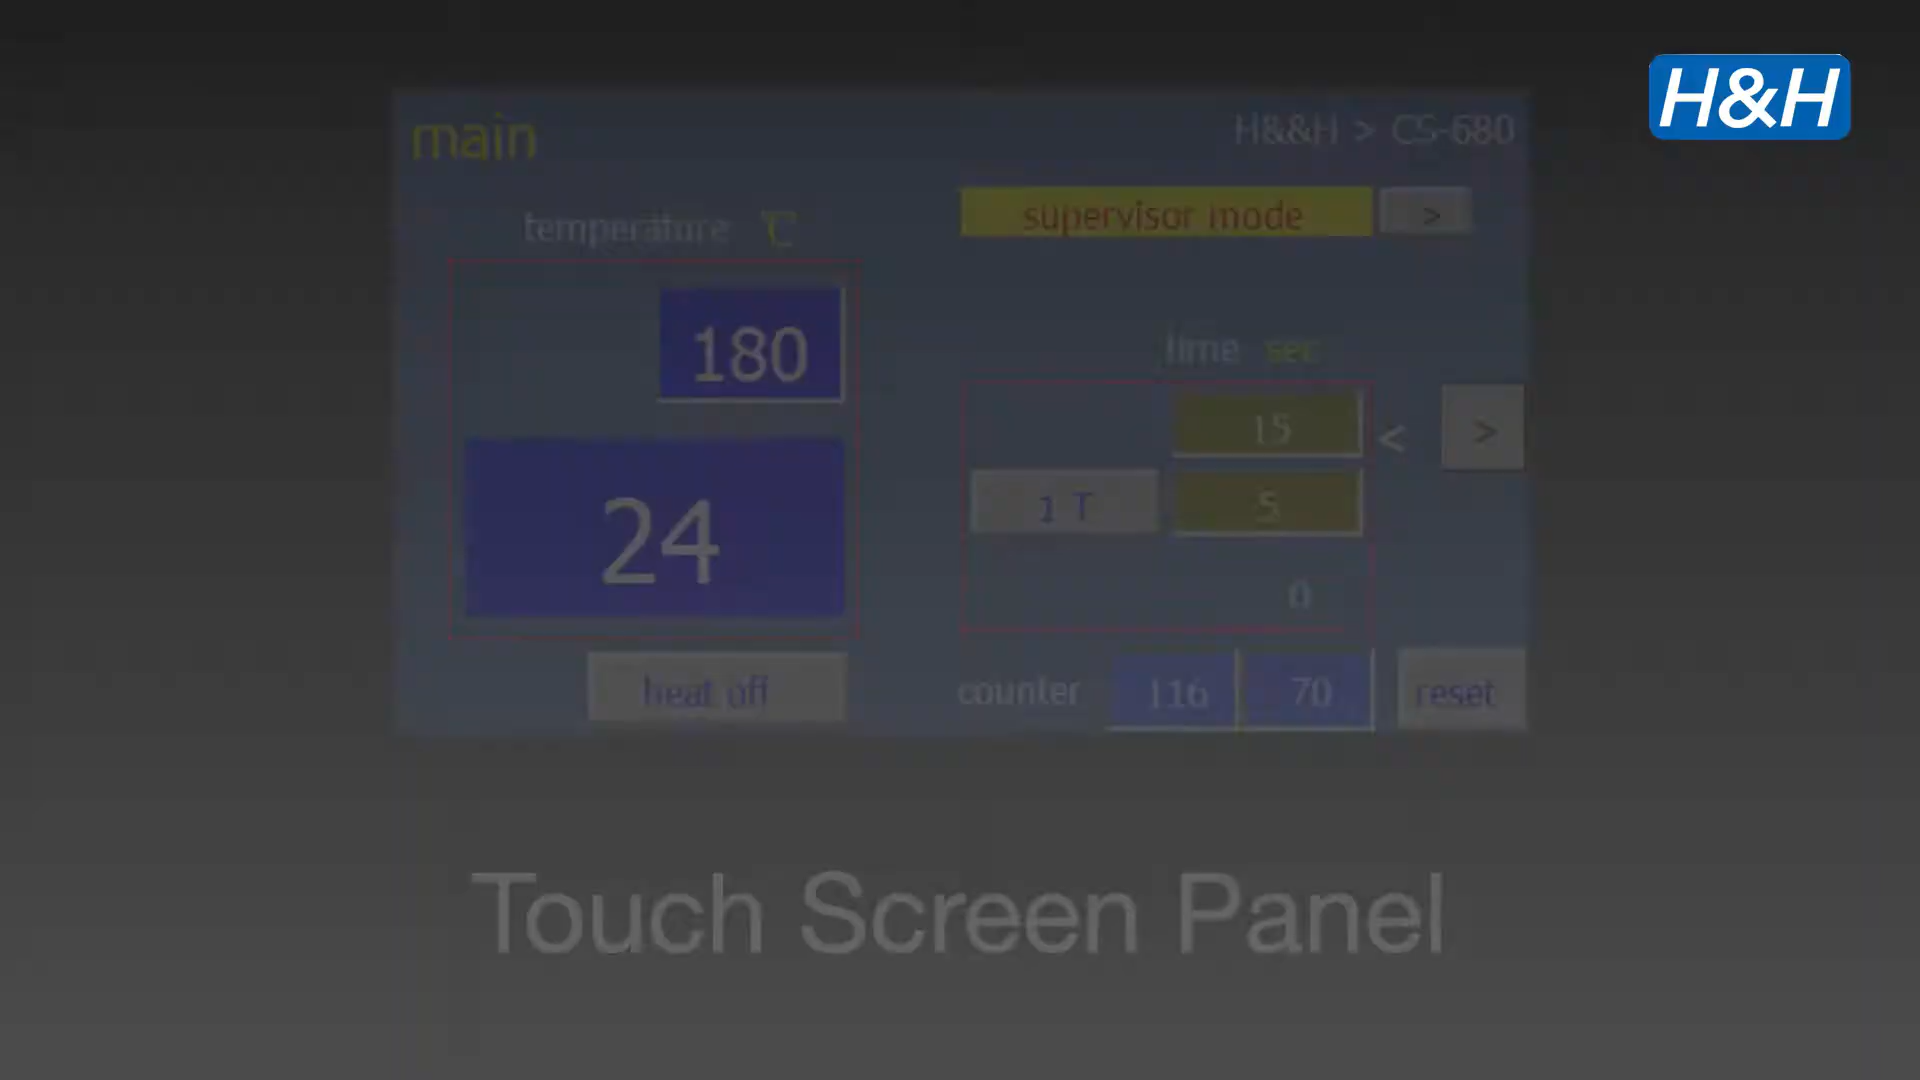 H&H
main
H&&H > CS-680
temperature °C
supervisor mode >
180
time sec
15 < >
24
1 T 5
0
heat off
counter 116 70 reset
Touch Screen Panel